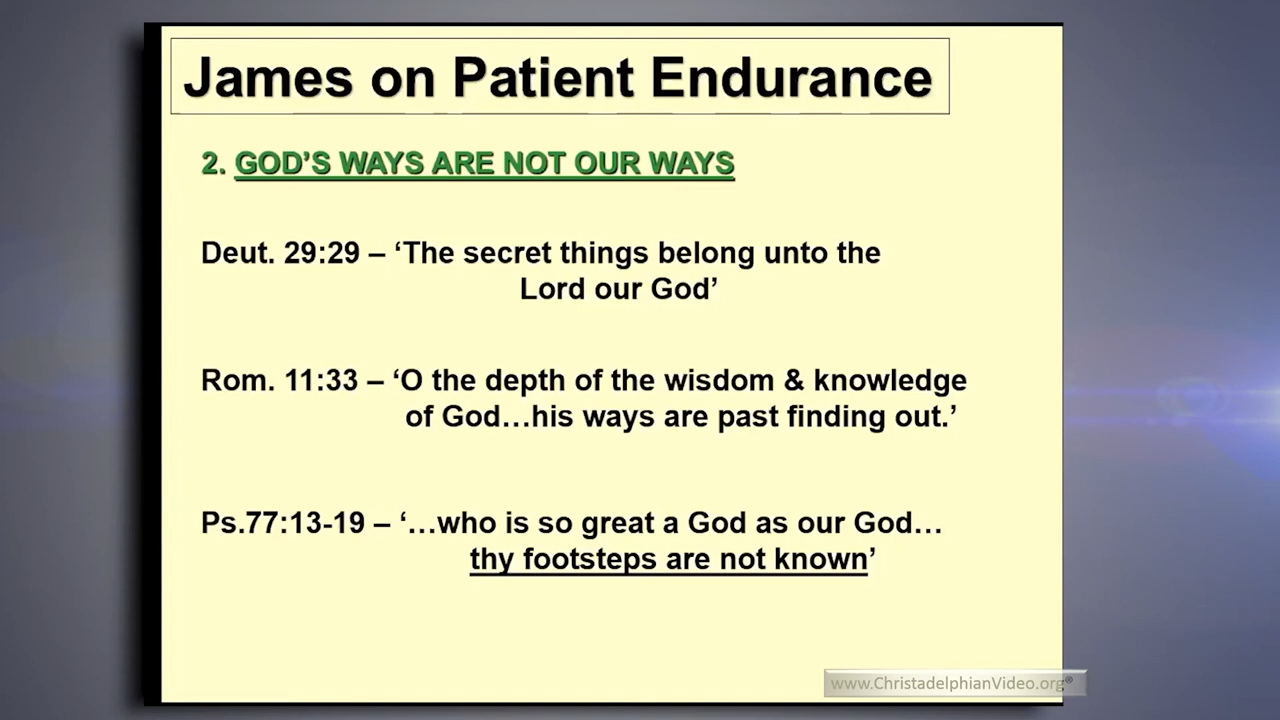 James on Patient Endurance
2. GOD’S WAYS ARE NOT OUR WAYS
Deut. 29:29 – ‘The secret things belong unto the
Lord our God’
Rom. 11:33 – ‘O the depth of the wisdom & knowledge
of God…his ways are past finding out.’
Ps.77:13-19 – ‘…who is so great a God as our God…
thy footsteps are not known’
www.ChristadelphianVideo.org®